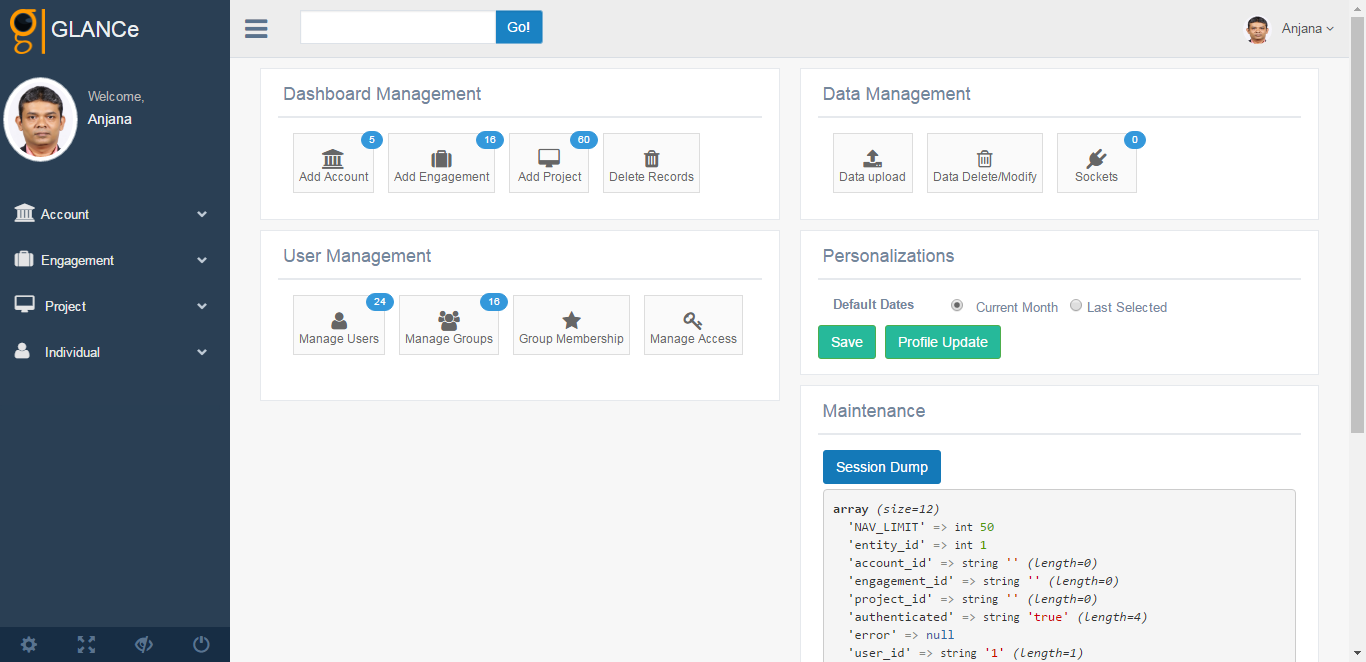 g| GLANCe
Welcome,
Anjana
Account
Engagement
Project
Individual
Go!
Anjana
Dashboard Management
5
16
60
Add Account
Add Engagement
Add Project
Delete Records
User Management
24
16
Manage Users
Manage Groups
Group Membership
Manage Access
Data Management
0
Data upload
Data Delete/Modify
Sockets
Personalizations
Default Dates
Current Month
Last Selected
Save
Profile Update
Maintenance
Session Dump
array (size=12)
'NAV_LIMIT' => int 50
'entity_id' => int 1
'account_id' => string '' (length=0)
'engagement_id' => string '' (length=0)
'project_id' => string '' (length=0)
'authenticated' => string 'true' (length=4)
'error' => null
'user_id' => string '1' (length=1)